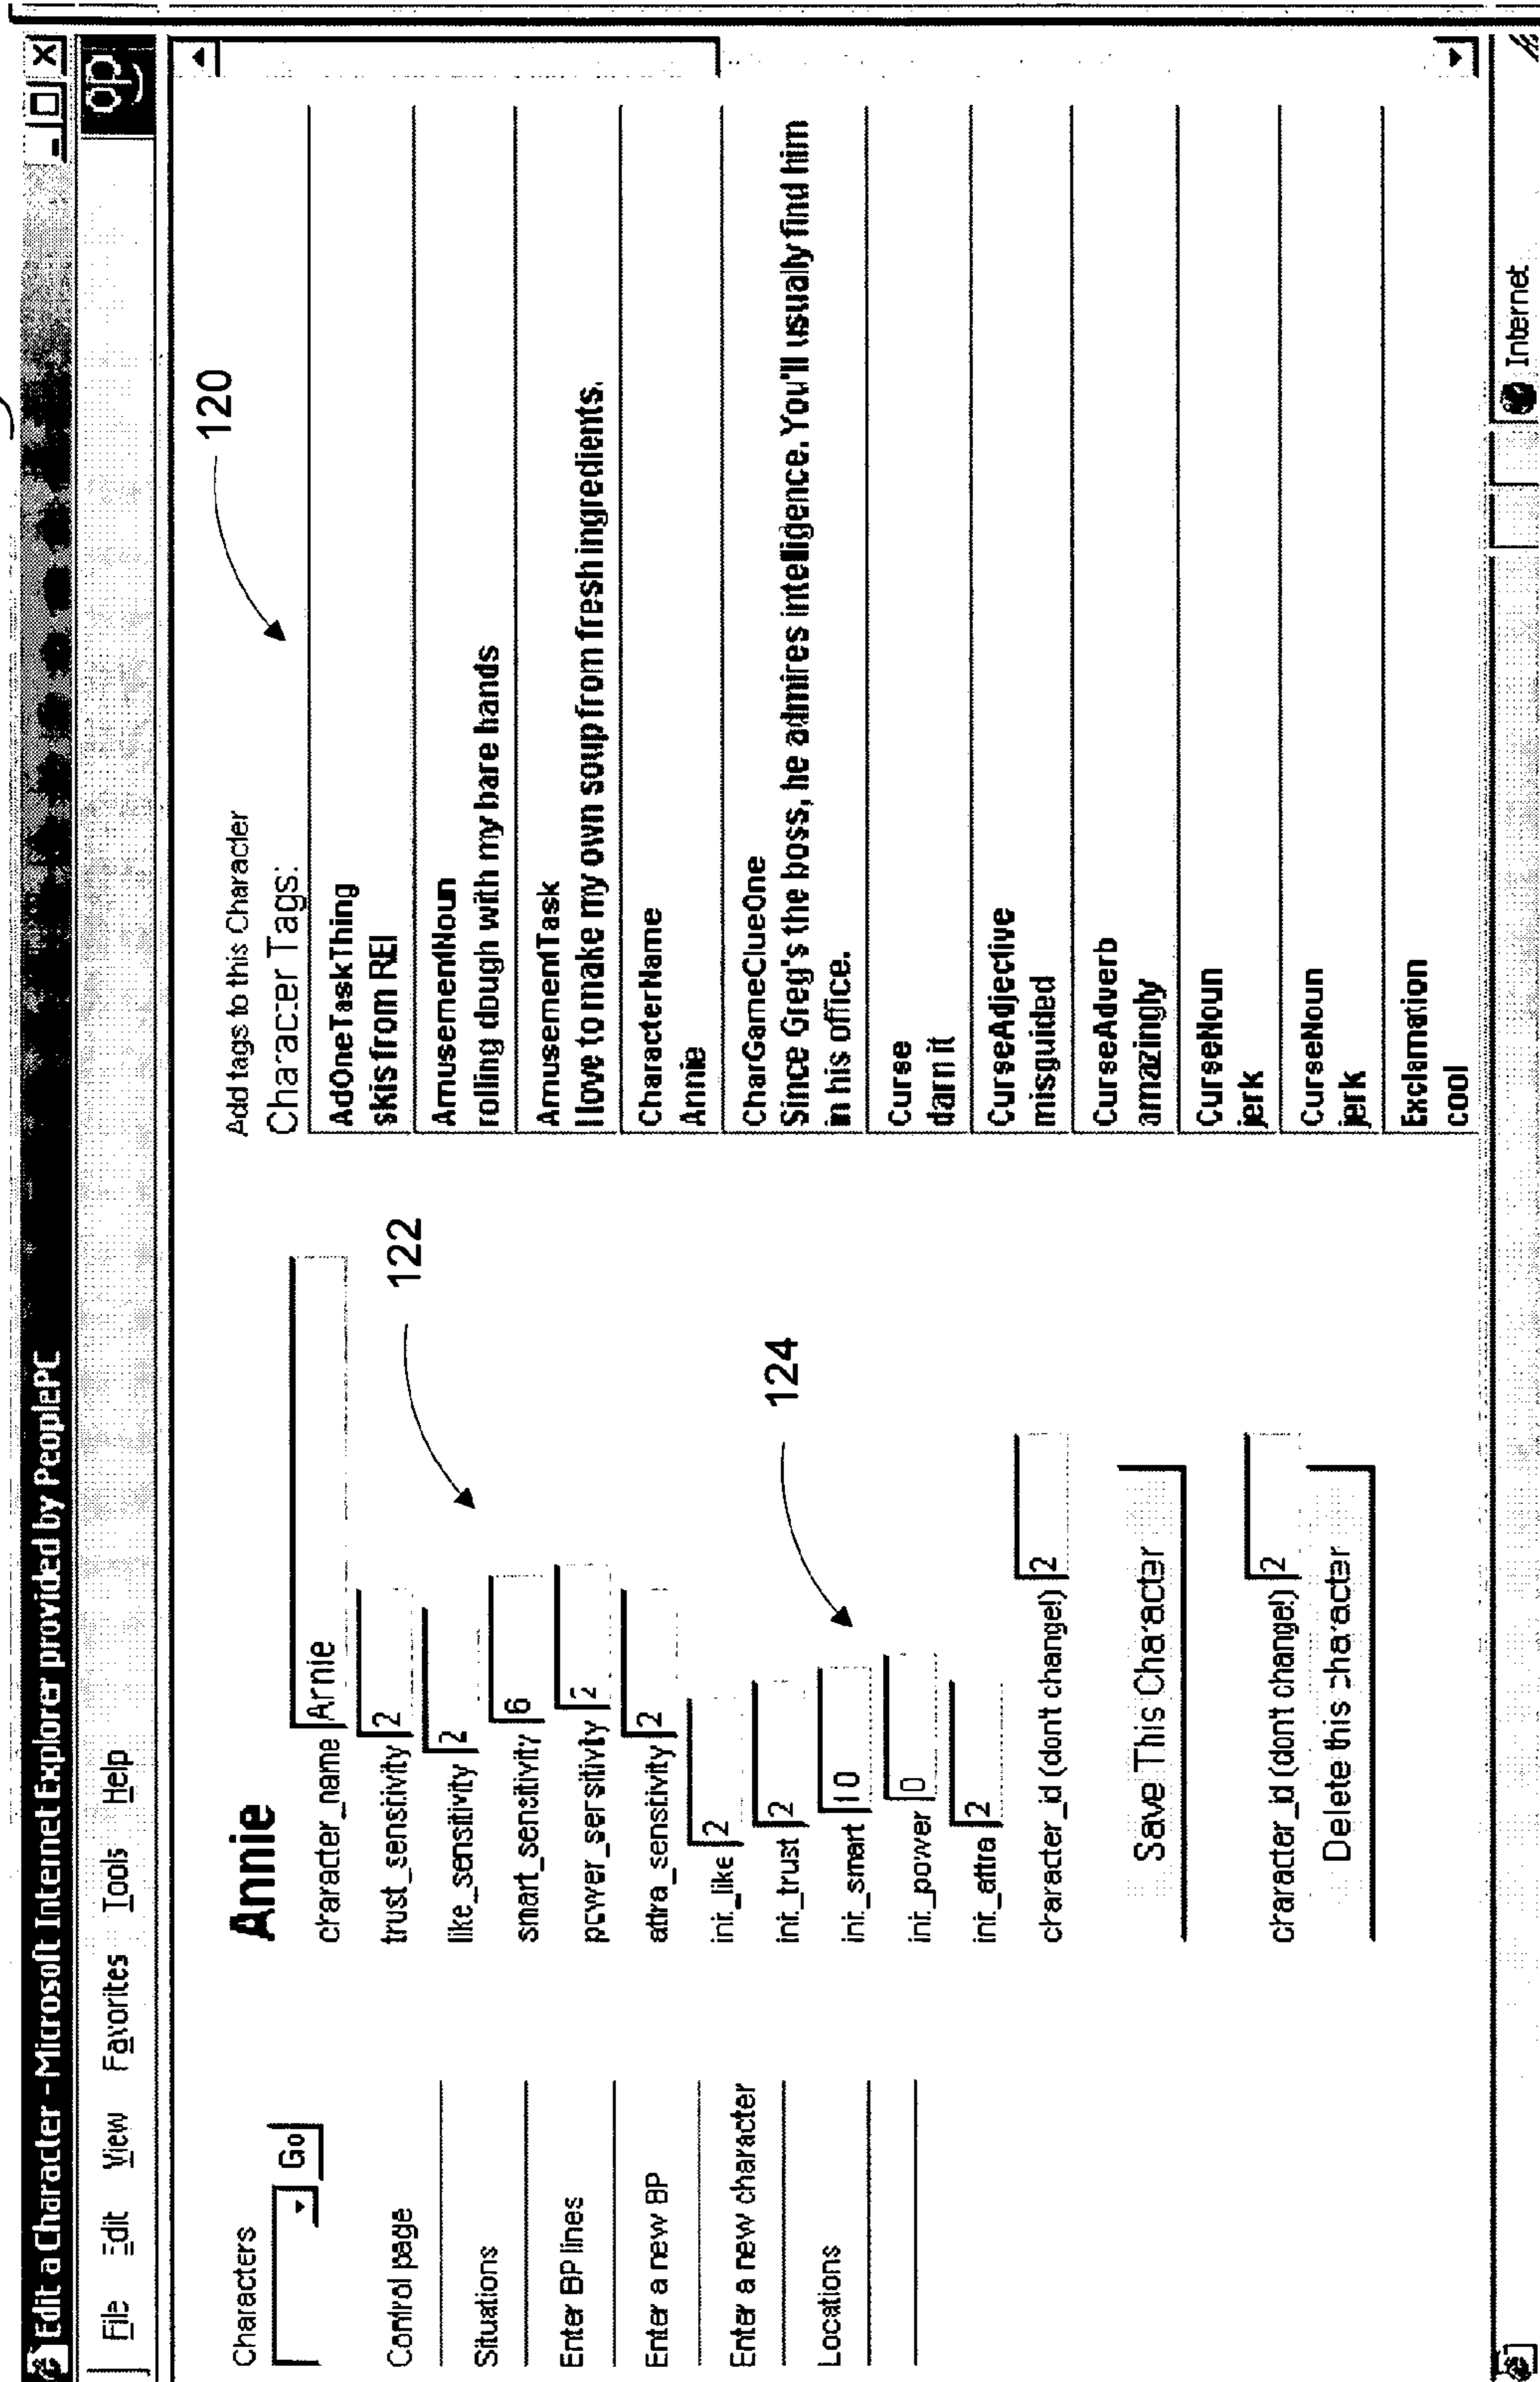 Edit a Character - Microsoft Internet Explorer provided by PeoplePC
File Edit View Favorites Tools Help
Characters
Go
Control page
Situations
Enter BP lines
Enter a new BP
Enter a new character
Locations
Annie
character_name Annie
trust_sensitivity 2
like_sensitivity 2
smart_sensitivity 6
power_sensitivity 2
attra_sensitivity 2
init_like 2
init_trust 2
init_smart 10
init_power 0
init_attra 2
character_id (don't change!) 2
Save This Character
character_id (don't change!) 2
Delete this character
122
124
120
Add tags to this Character
Character Tags:
AdOneTaskThing
skis from REI
AmusementNoun
rolling dough with my bare hands
AmusementTask
I love to make my own soup from fresh ingredients.
CharacterName
Annie
CharGameClueOne
Since Greg's the boss, he admires intelligence. You'll usually find him
in his office.
Curse
darn it
CurseAdjective
misguided
CurseAdverb
amazingly
CurseNoun
jerk
CurseNoun
jerk
Exclamation
cool
Internet